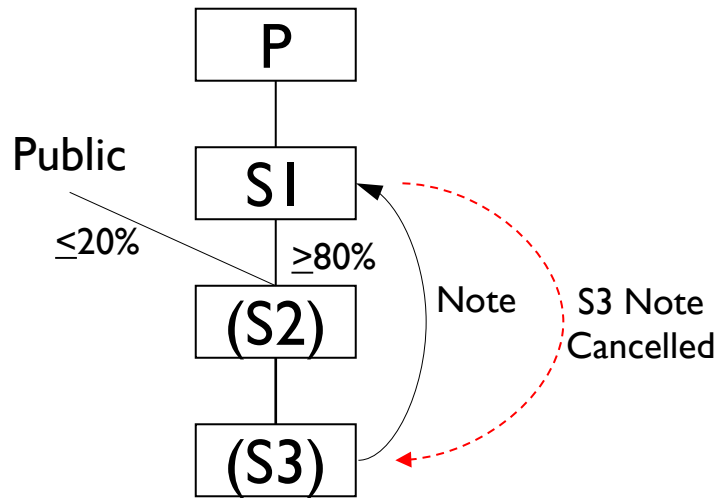 P
Public
S1
≤20%
≥80%
(S2)
Note
S3 Note
Cancelled
(S3)